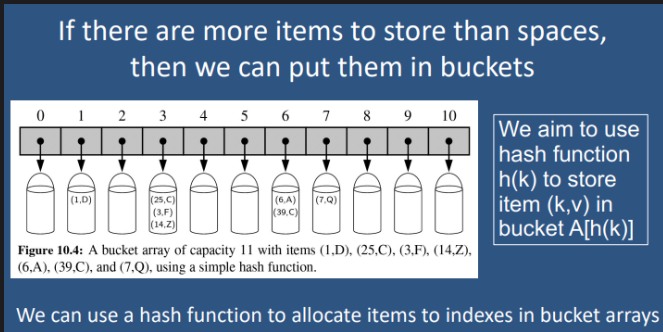 If there are more items to store than spaces,
then we can put them in buckets
0 1 2 3 4 5 6 7 8 9 10
(1,D) (25,C) (6,A) (7,Q)
(3,F) (39,C)
(14,Z)
Figure 10.4: A bucket array of capacity 11 with items (1,D), (25,C), (3,F), (14,Z),
(6,A), (39,C), and (7,Q), using a simple hash function.
We aim to use
hash function
h(k) to store
item (k,v) in
bucket A[h(k)]
We can use a hash function to allocate items to indexes in bucket arrays